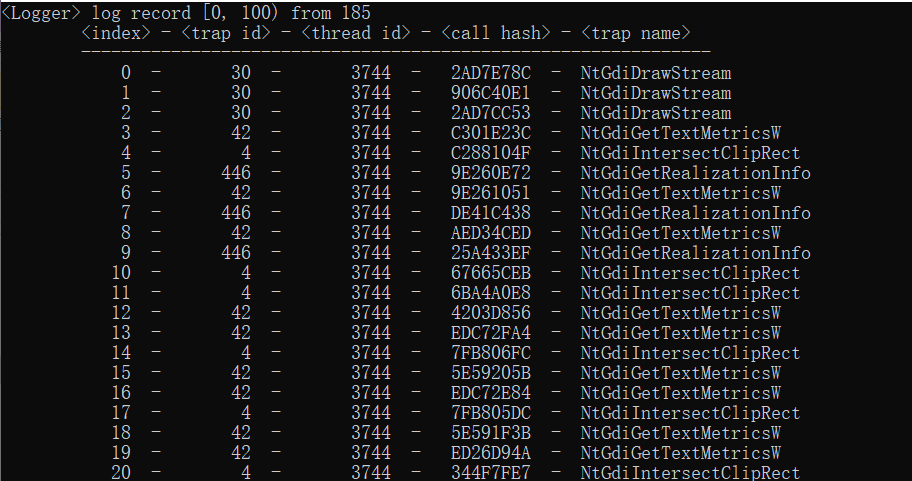 <Logger> log record [0, 100) from 185
<index> - <trap id> - <thread id> - <call hash> - <trap name>
---------------------------------------------------------------
0 - 30 - 3744 - 2AD7E78C - NtGdiDrawStream
1 - 30 - 3744 - 906C40E1 - NtGdiDrawStream
2 - 30 - 3744 - 2AD7CC53 - NtGdiDrawStream
3 - 42 - 3744 - C301E23C - NtGdiGetTextMetricsW
4 - 4 - 3744 - C288104F - NtGdiIntersectClipRect
5 - 446 - 3744 - 9E260E72 - NtGdiGetRealizationInfo
6 - 42 - 3744 - 9E261051 - NtGdiGetTextMetricsW
7 - 446 - 3744 - DE41C438 - NtGdiGetRealizationInfo
8 - 42 - 3744 - AED34CED - NtGdiGetTextMetricsW
9 - 446 - 3744 - 25A433EF - NtGdiGetRealizationInfo
10 - 4 - 3744 - 67665CEB - NtGdiIntersectClipRect
11 - 4 - 3744 - 6BA4A0E8 - NtGdiIntersectClipRect
12 - 42 - 3744 - 4203D856 - NtGdiGetTextMetricsW
13 - 42 - 3744 - EDC72FA4 - NtGdiGetTextMetricsW
14 - 4 - 3744 - 7FB806FC - NtGdiIntersectClipRect
15 - 42 - 3744 - 5E59205B - NtGdiGetTextMetricsW
16 - 42 - 3744 - EDC72E84 - NtGdiGetTextMetricsW
17 - 4 - 3744 - 7FB805DC - NtGdiIntersectClipRect
18 - 42 - 3744 - 5E591F3B - NtGdiGetTextMetricsW
19 - 42 - 3744 - ED26D94A - NtGdiGetTextMetricsW
20 - 4 - 3744 - 344F7FE7 - NtGdiIntersectClipRect